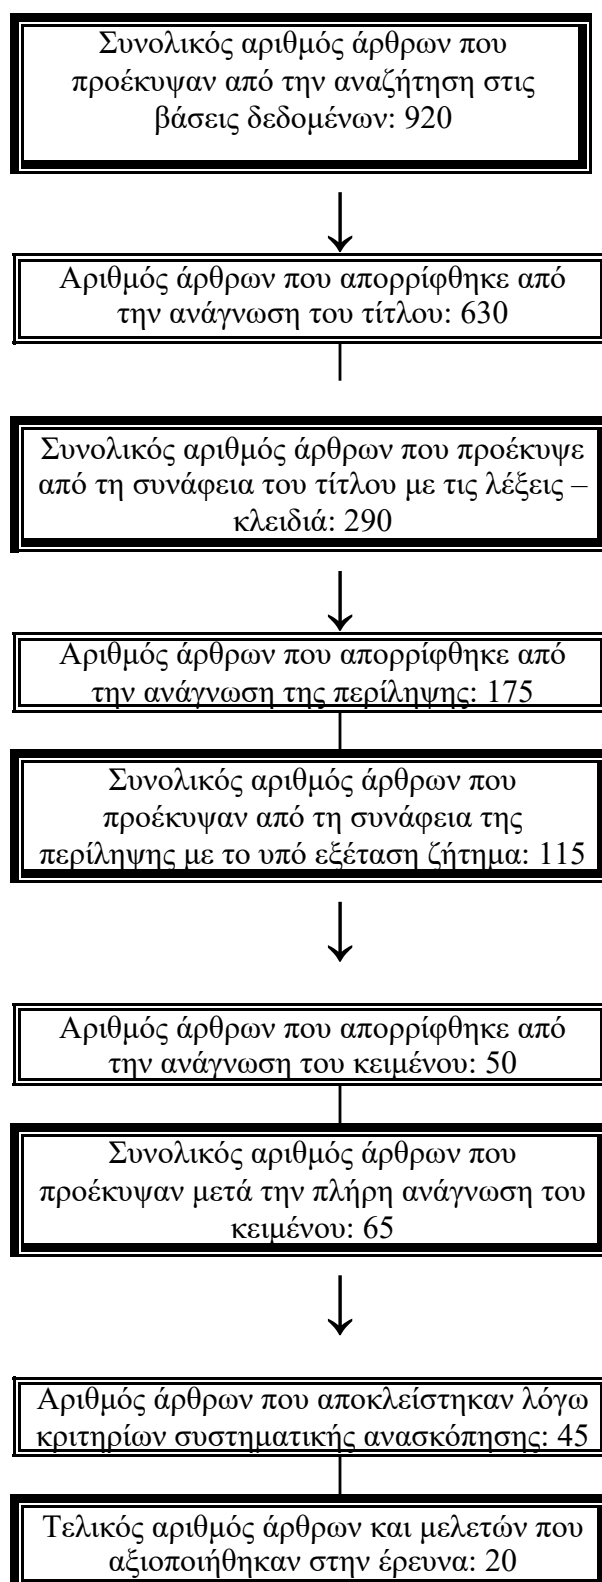 Συνολικός αριθμός άρθρων που
προέκυψαν από την αναζήτηση στις
βάσεις δεδομένων: 920
Αριθμός άρθρων που απορρίφθηκε από
την ανάγνωση του τίτλου: 630
Συνολικός αριθμός άρθρων που προέκυψε
από τη συνάφεια του τίτλου με τις λέξεις –
κλειδιά: 290
Αριθμός άρθρων που απορρίφθηκε από
την ανάγνωση της περίληψης: 175
Συνολικός αριθμός άρθρων που
προέκυψαν από τη συνάφεια της
περίληψης με το υπό εξέταση ζήτημα: 115
Αριθμός άρθρων που απορρίφθηκε από
την ανάγνωση του κειμένου: 50
Συνολικός αριθμός άρθρων που
προέκυψαν μετά την πλήρη ανάγνωση του
κειμένου: 65
Αριθμός άρθρων που αποκλείστηκαν λόγω
κριτηρίων συστηματικής ανασκόπησης: 45
Τελικός αριθμός άρθρων και μελετών που
αξιοποιήθηκαν στην έρευνα: 20